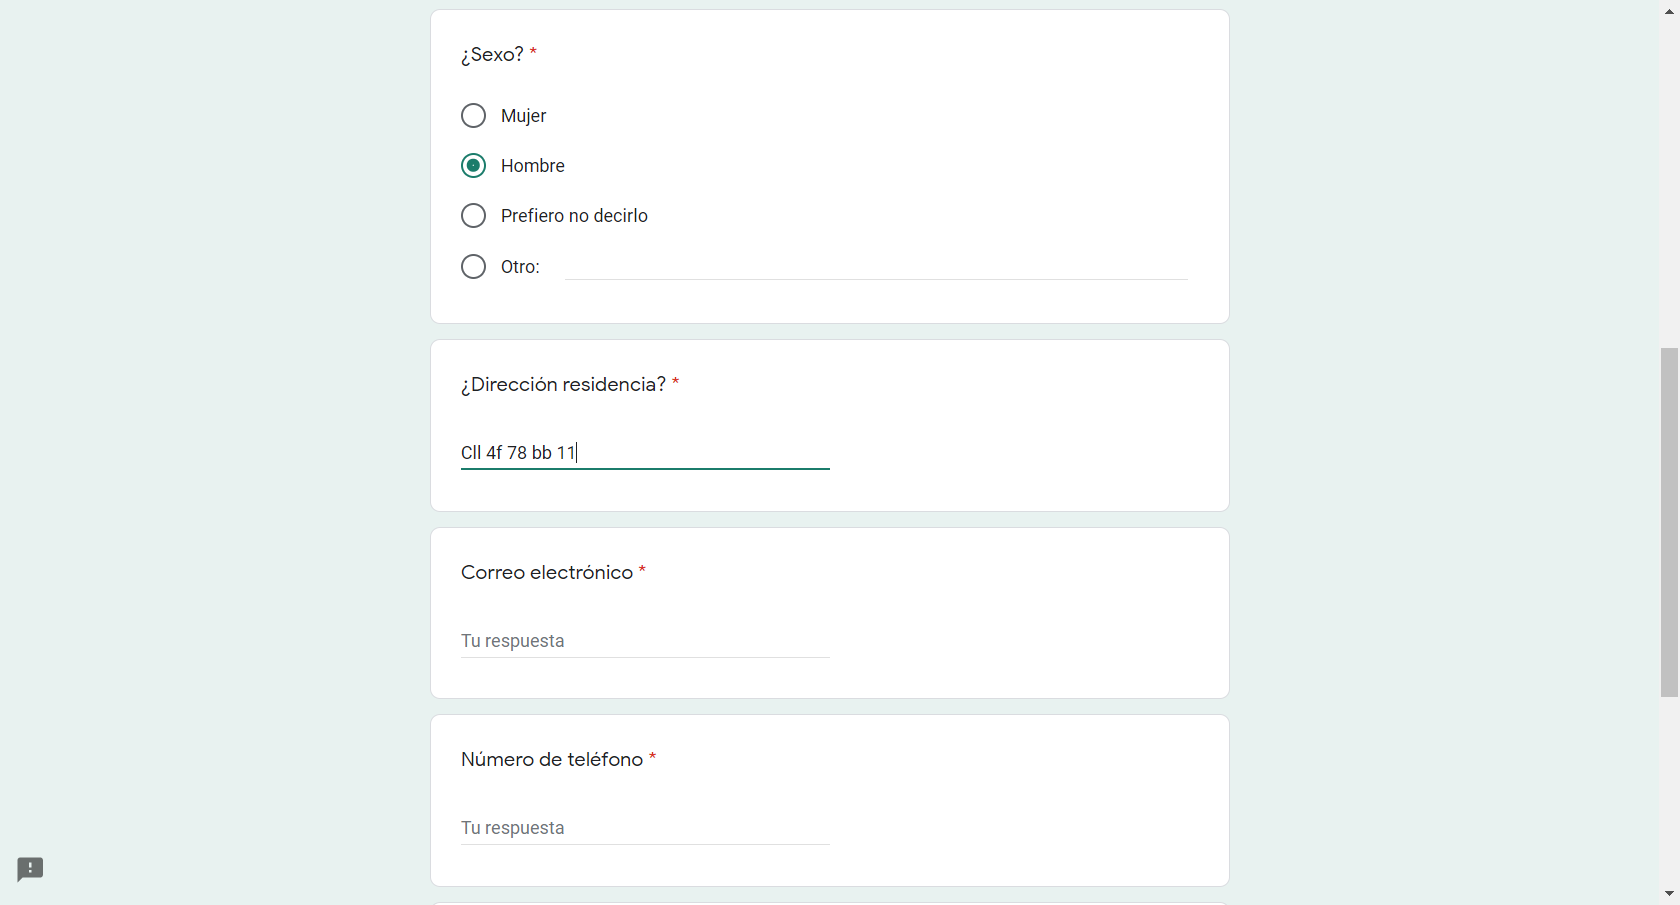 ¿Sexo? *
Mujer
Hombre
Prefiero no decirlo
Otro:
¿Dirección residencia? *
Cll 4f 78 bb 11
Correo electrónico *
Tu respuesta
Número de teléfono *
Tu respuesta